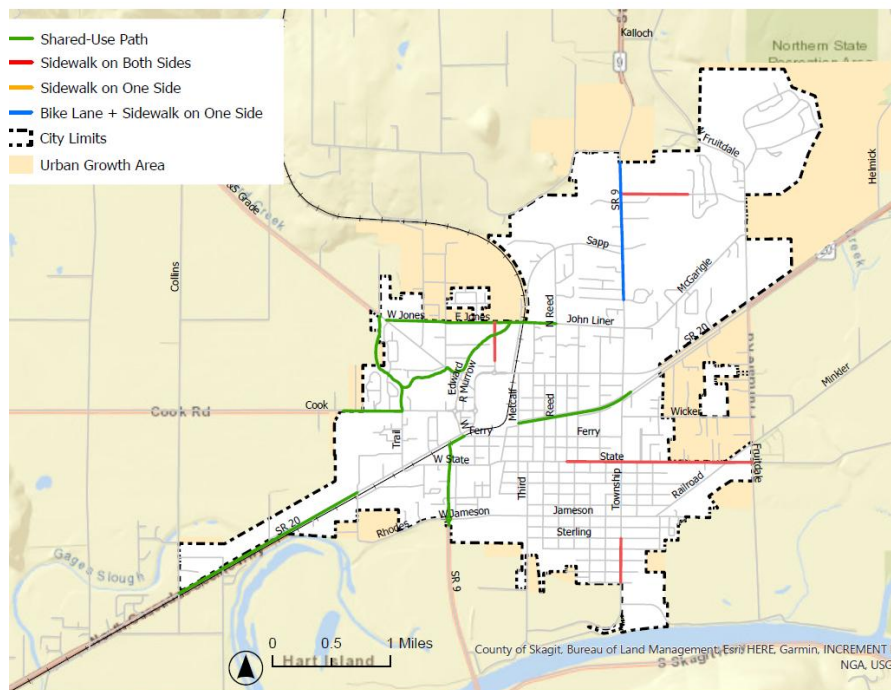 Shared-Use Path
Sidewalk on Both Sides
Sidewalk on One Side
Bike Lane + Sidewalk on One Side
City Limits
Urban Growth Area
Kalloch
9
Northern State
Recreation Area
Fruitdale
Helmick
SR 9
Sapp
McGarigle
Creek
Collins
W Jones
E Jones
N Reed
John Liner
SR 20
Fruitdale Rd
Minkler
Edward
R Murrow
Metcalf
Reed
Cook
Cook Rd
Wicker
Trail
W
Ferry
Ferry
W State
State
Fruitdale
Township
Railroad
Third
W Jameson
Jameson
Rhodes
Sterling
SR 20
Gages Slough
SR 9
0 0.5 1 Miles
Hart Island
County of Skagit, Bureau of Land Management, Esri, HERE, Garmin, INCREMENT
NGA, USG